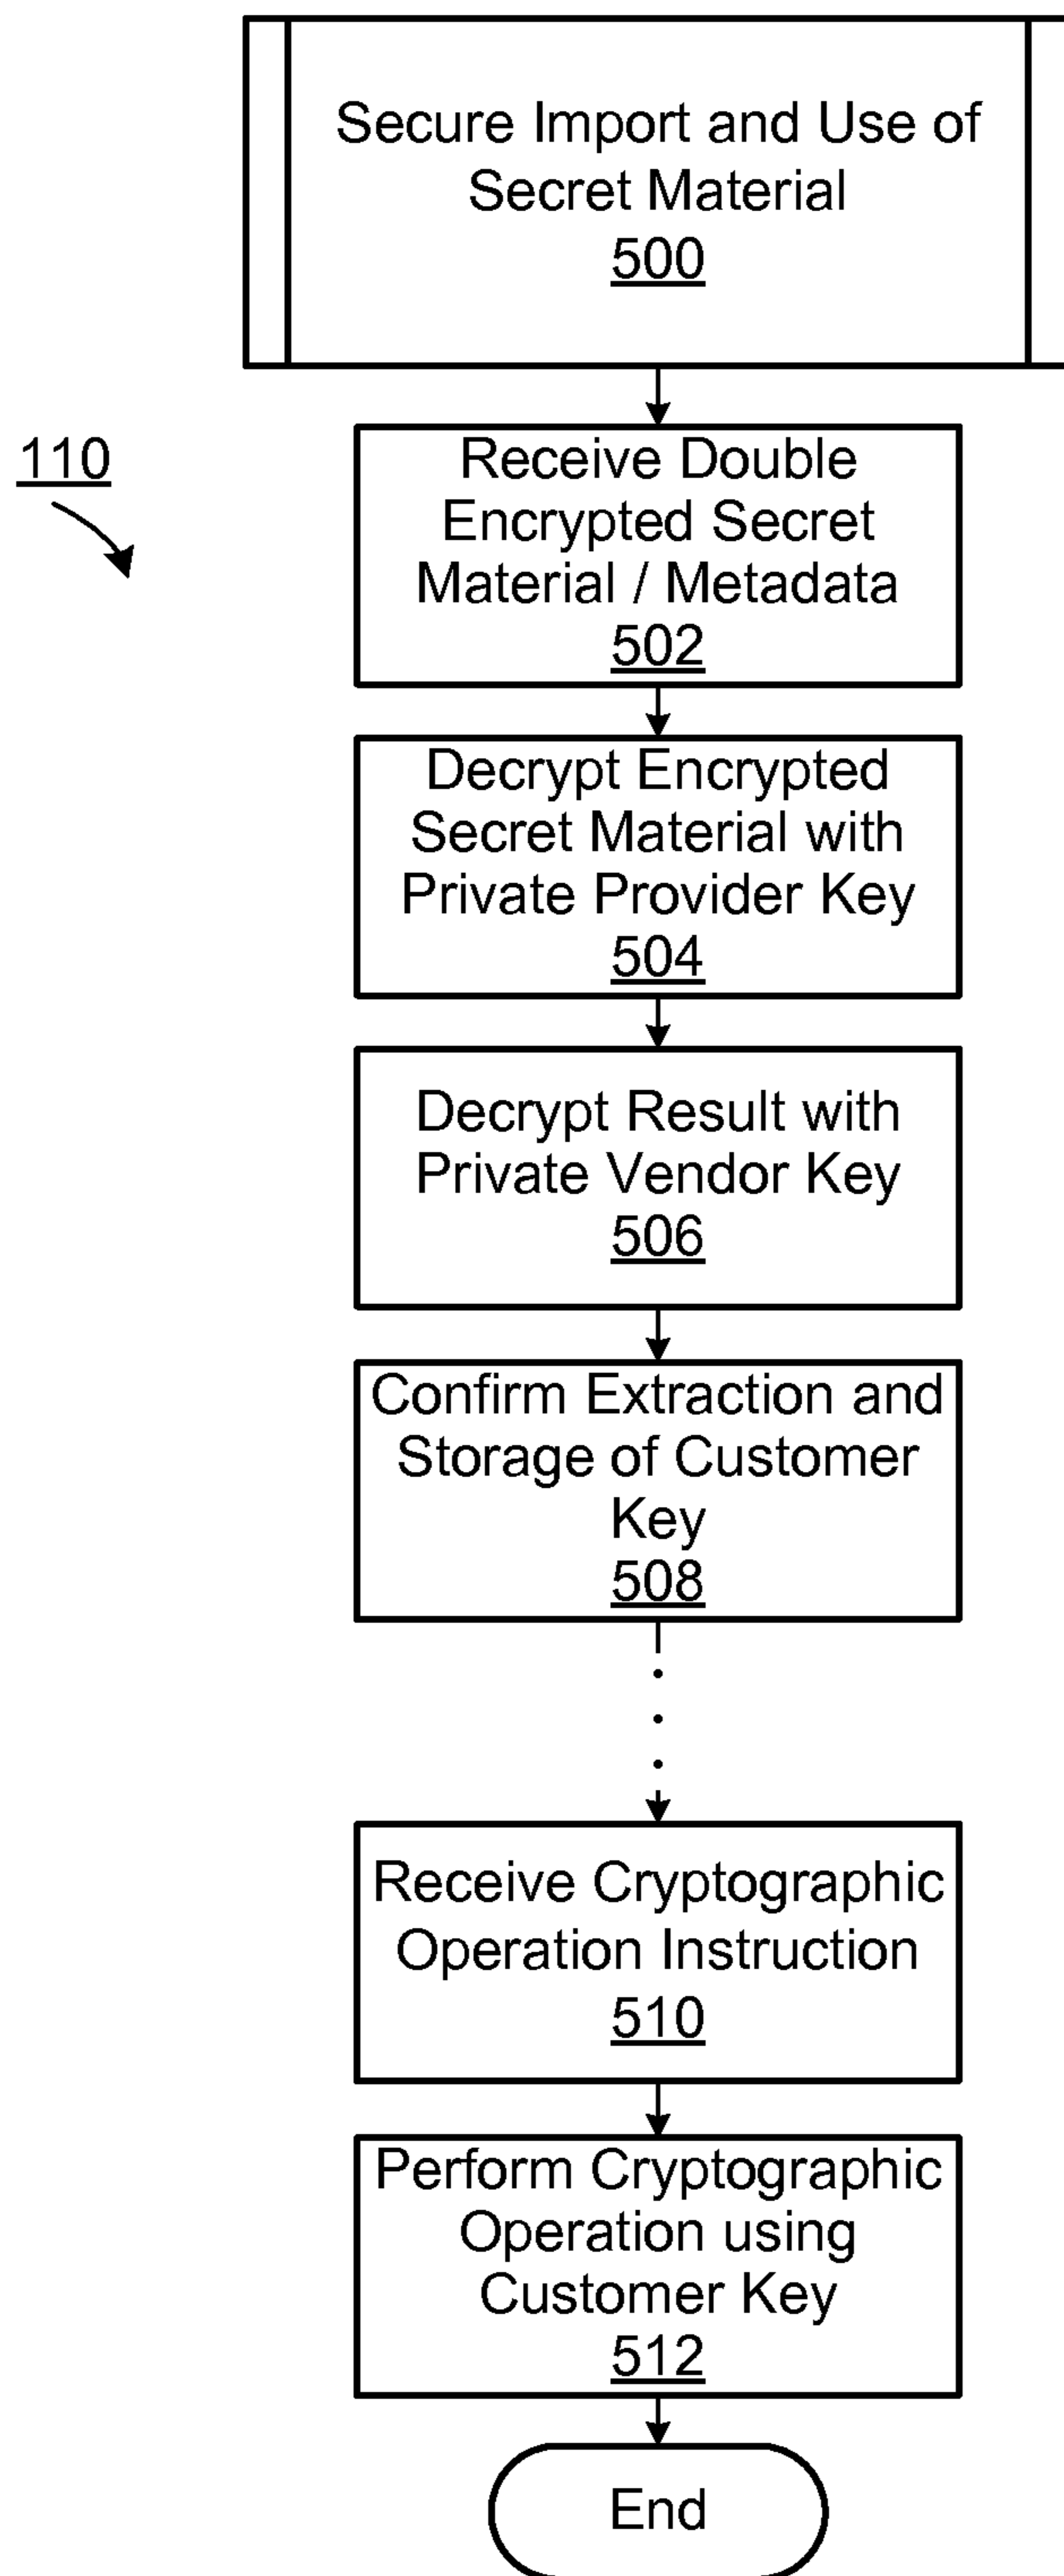 Secure Import and Use of
Secret Material
500
110
Receive Double
Encrypted Secret
Material / Metadata
502
Decrypt Encrypted
Secret Material with
Private Provider Key
504
Decrypt Result with
Private Vendor Key
506
Confirm Extraction and
Storage of Customer
Key
508
Receive Cryptographic
Operation Instruction
510
Perform Cryptographic
Operation using
Customer Key
512
End